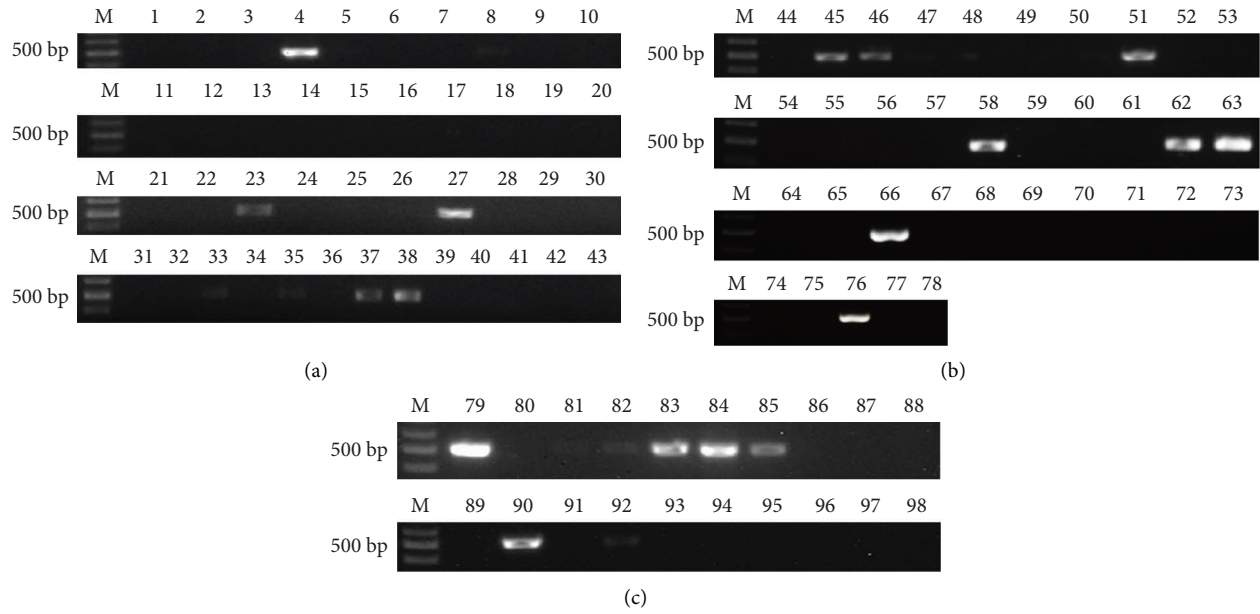 M 1 2 3 4 5 6 7 8 9 10
500 bp
M 11 12 13 14 15 16 17 18 19 20
500 bp
M 21 22 23 24 25 26 27 28 29 30
500 bp
31 32 33 34 35 36 37 38 39 40 41 42 43
M
500 bp
(a)
M 44 45 46 47 48 49 50 51 52 53
500 bp
M 54 55 56 57 58 59 60 61 62 63
500 bp
M 64 65 66 67 68 69 70 71 72 73
500 bp
M 74 75 76 77 78
500 bp
(b)
M 79 80 81 82 83 84 85 86 87 88
500 bp
M 89 90 91 92 93 94 95 96 97 98
500 bp
(c)